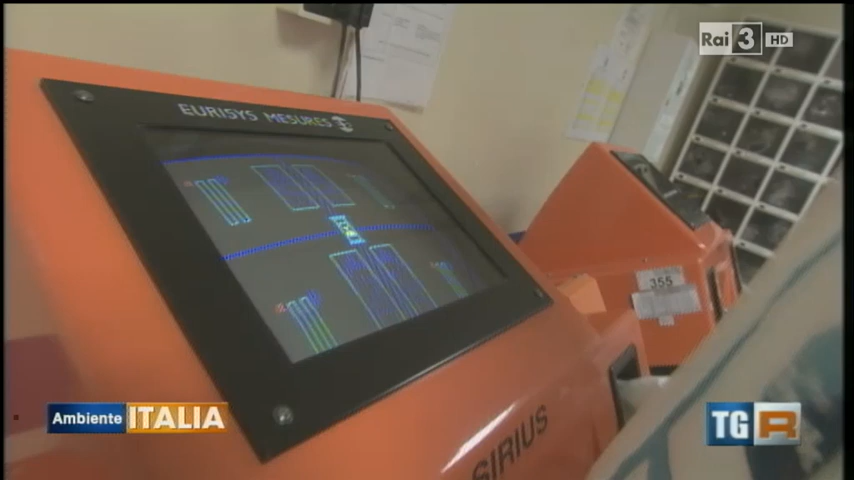 Rai 3 HD
EURISYS MESURES
355
SIRIUS
Ambiente ITALIA
TGR